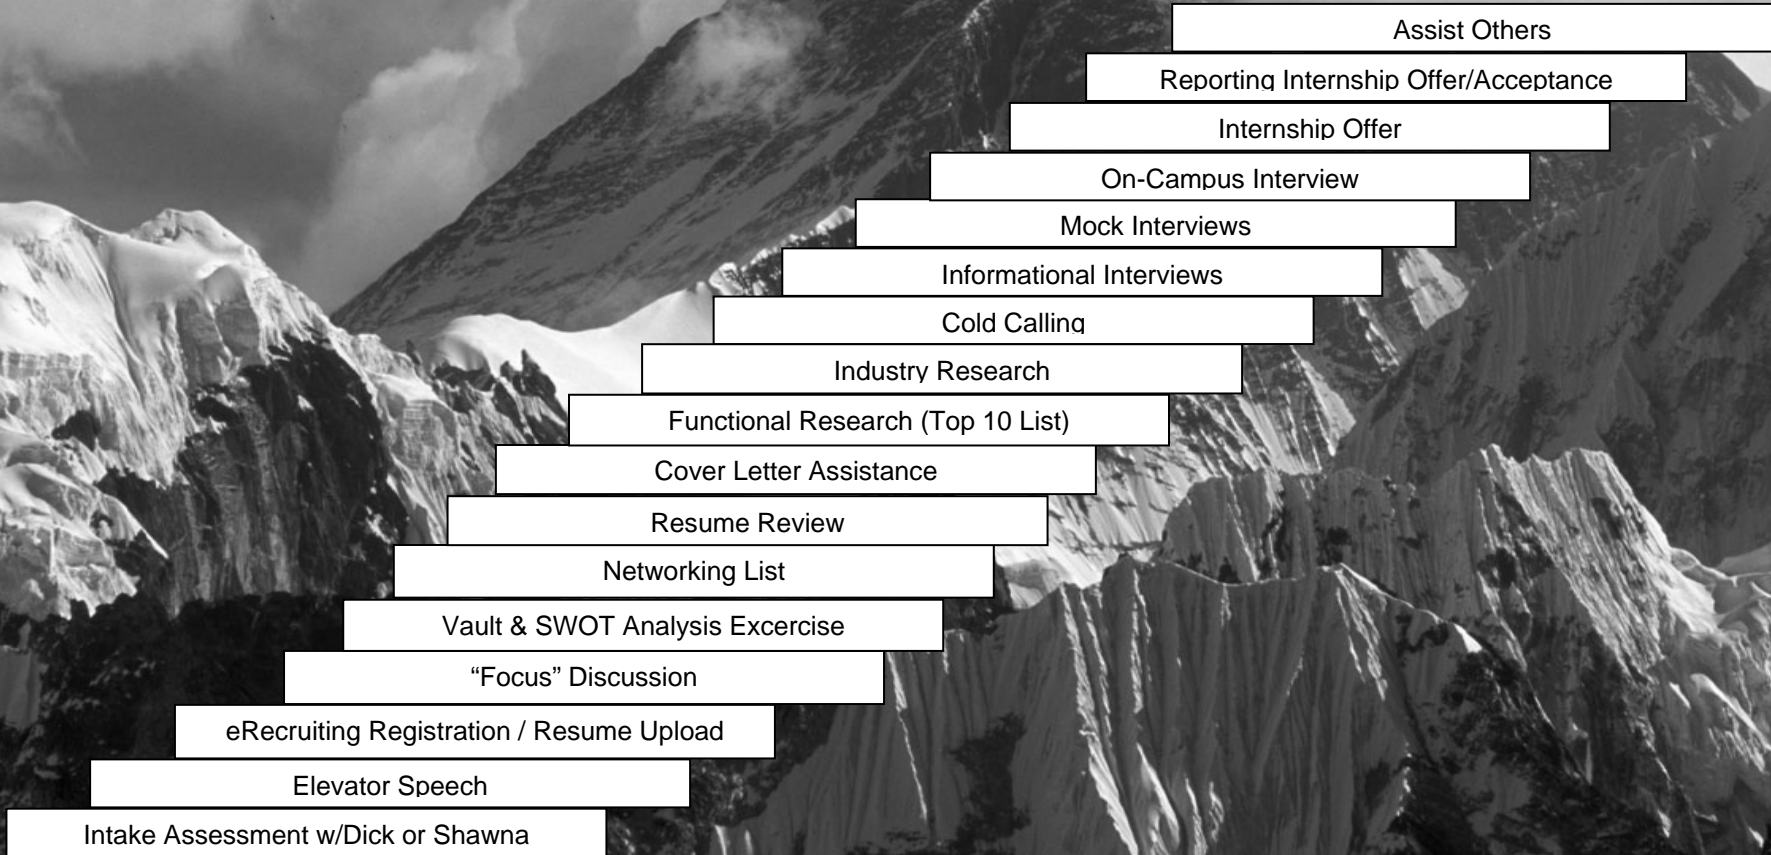 Assist Others
Reporting Internship Offer/Acceptance
Internship Offer
On-Campus Interview
Mock Interviews
Informational Interviews
Cold Calling
Industry Research
Functional Research (Top 10 List)
Cover Letter Assistance
Resume Review
Networking List
Vault & SWOT Analysis Excercise
“Focus” Discussion
eRecruiting Registration / Resume Upload
Elevator Speech
Intake Assessment w/Dick or Shawna